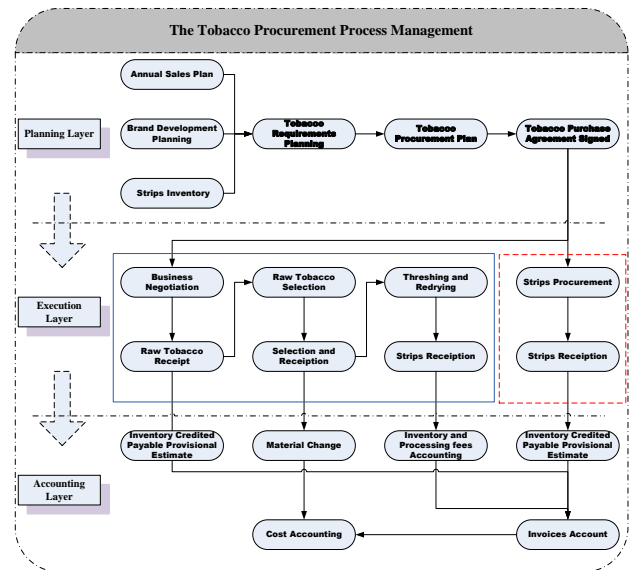 The Tobacco Procurement Process Management
Annual Sales Plan
Planning Layer
Brand Development
Planning
Tobacco
Requirements
Planning
Tobacco
Procurement Plan
Tobacco Purchase
Agreement Signed
Strips Inventory
Execution
Layer
Business
Negotiation
Raw Tobacco
Selection
Threshing and
Redrying
Strips Procurement
Raw Tobacco
Receipt
Selection and
Receiption
Strips Receiption
Strips Receiption
Accounting
Layer
Inventory Credited
Payable Provisional
Estimate
Material Change
Inventory and
Processing fees
Accounting
Inventory Credited
Payable Provisional
Estimate
Cost Accounting
Invoices Account